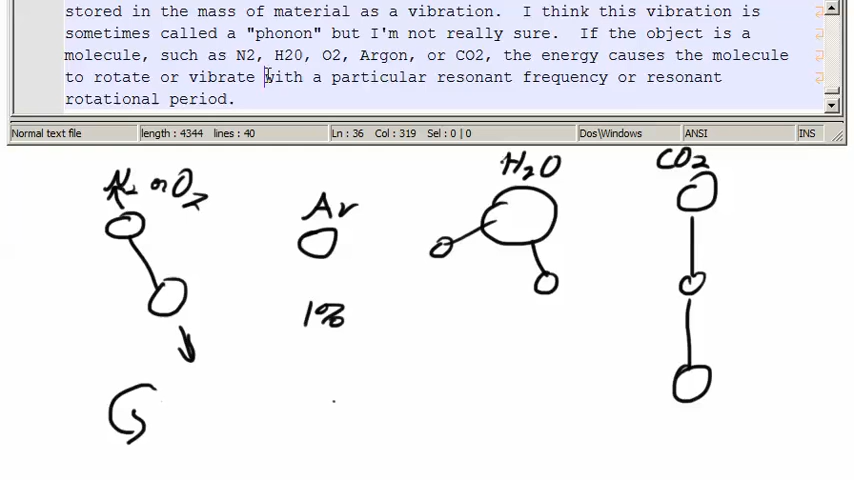 stored in the mass of material as a vibration.  I think this vibration is
sometimes called a "phonon" but I'm not really sure.  If the object is a
molecule, such as N2, H20, O2, Argon, or CO2, the energy causes the molecule
to rotate or vibrate with a particular resonant frequency or resonant
rotational period.
Normal text file length : 4344 lines : 40 Ln : 36 Col : 319 Sel : 0 | 0 Dos\Windows ANSI INS
H2O CO2
or O2 Ar
1%